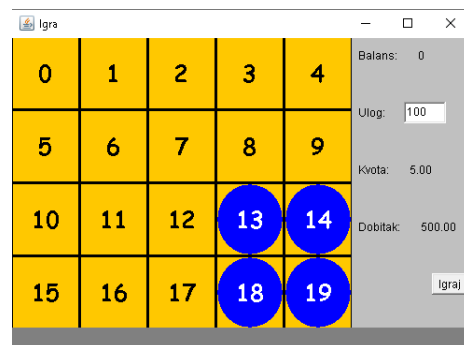 Igra
0 1 2 3 4
5 6 7 8 9
10 11 12 13 14
15 16 17 18 19
Balans: 0
Ulog: 100
Kvota: 5.00
Dobitak: 500.00
Igraj